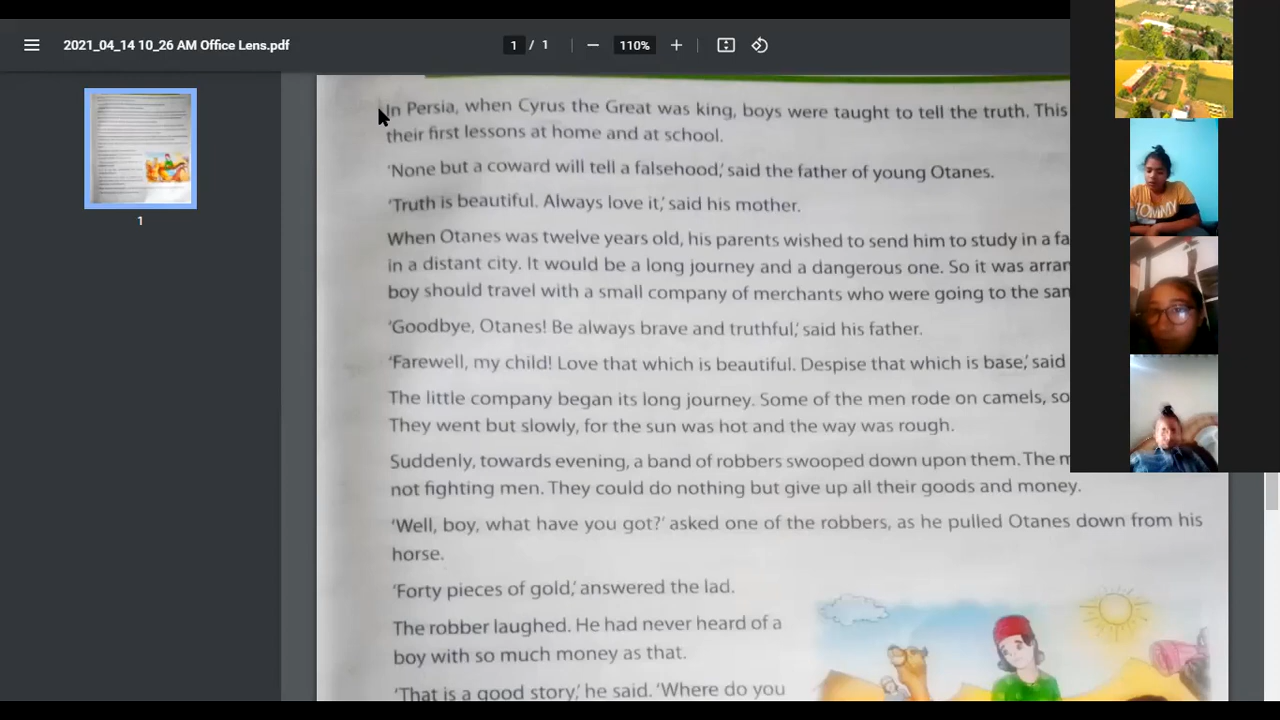 2021_04_14 10_26 AM Office Lens.pdf
1 / 1
110%
1
In Persia, when Cyrus the Great was king, boys were taught to tell the truth. This
their first lessons at home and at school.
'None but a coward will tell a falsehood,' said the father of young Otanes.
'Truth is beautiful. Always love it,' said his mother.
When Otanes was twelve years old, his parents wished to send him to study in a
in a distant city. It would be a long journey and a dangerous one. So it was
boy should travel with a small company of merchants who were going to the
'Goodbye, Otanes! Be always brave and truthful,' said his father.
'Farewell, my child! Love that which is beautiful. Despise that which is base,' said
The little company began its long journey. Some of the men rode on camels,
They went but slowly, for the sun was hot and the way was rough.
Suddenly, towards evening, a band of robbers swooped down upon them. The
not fighting men. They could do nothing but give up all their goods and money.
'Well, boy, what have you got?' asked one of the robbers, as he pulled Otanes down from his
horse.
'Forty pieces of gold,' answered the lad.
The robber laughed. He had never heard of a
boy with so much money as that.
'That is a good story,' he said. 'Where do you
TOMMY